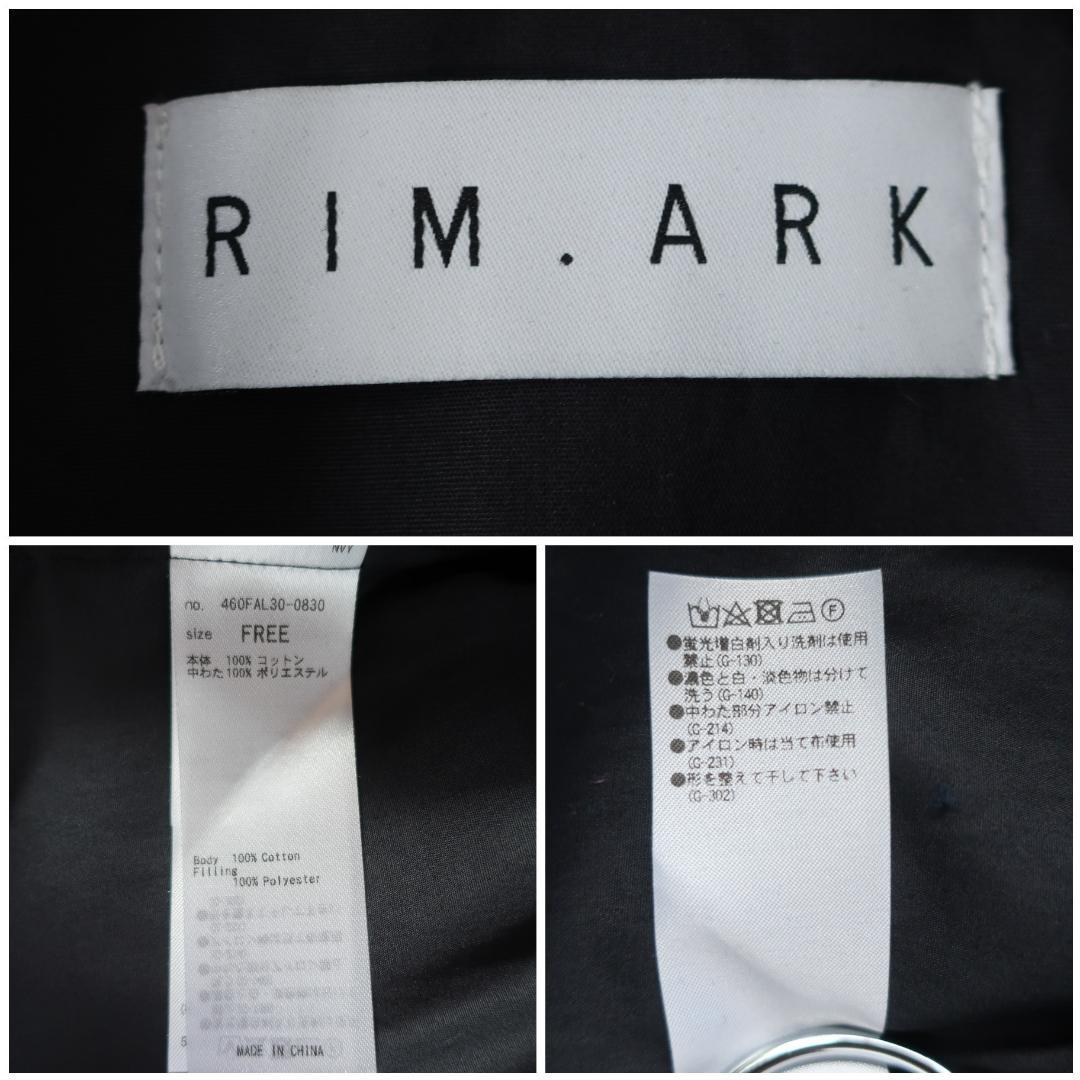 RIM.ARK
NVY
no. 460FAL30-0830
size FREE
本体 100% コットン
中わた100% ポリエステル
Body 100% Cotton
Filling
100% Polyester
MADE IN CHINA
F
●蛍光増白剤入り洗剤は使用
禁止(G-130)
●濃色と白・淡色物は分けて
洗う(G-140)
●中わた部分アイロン禁止
(G-214)
●アイロン時は当て布使用
(G-231)
●形を整えて干して下さい
(G-302)